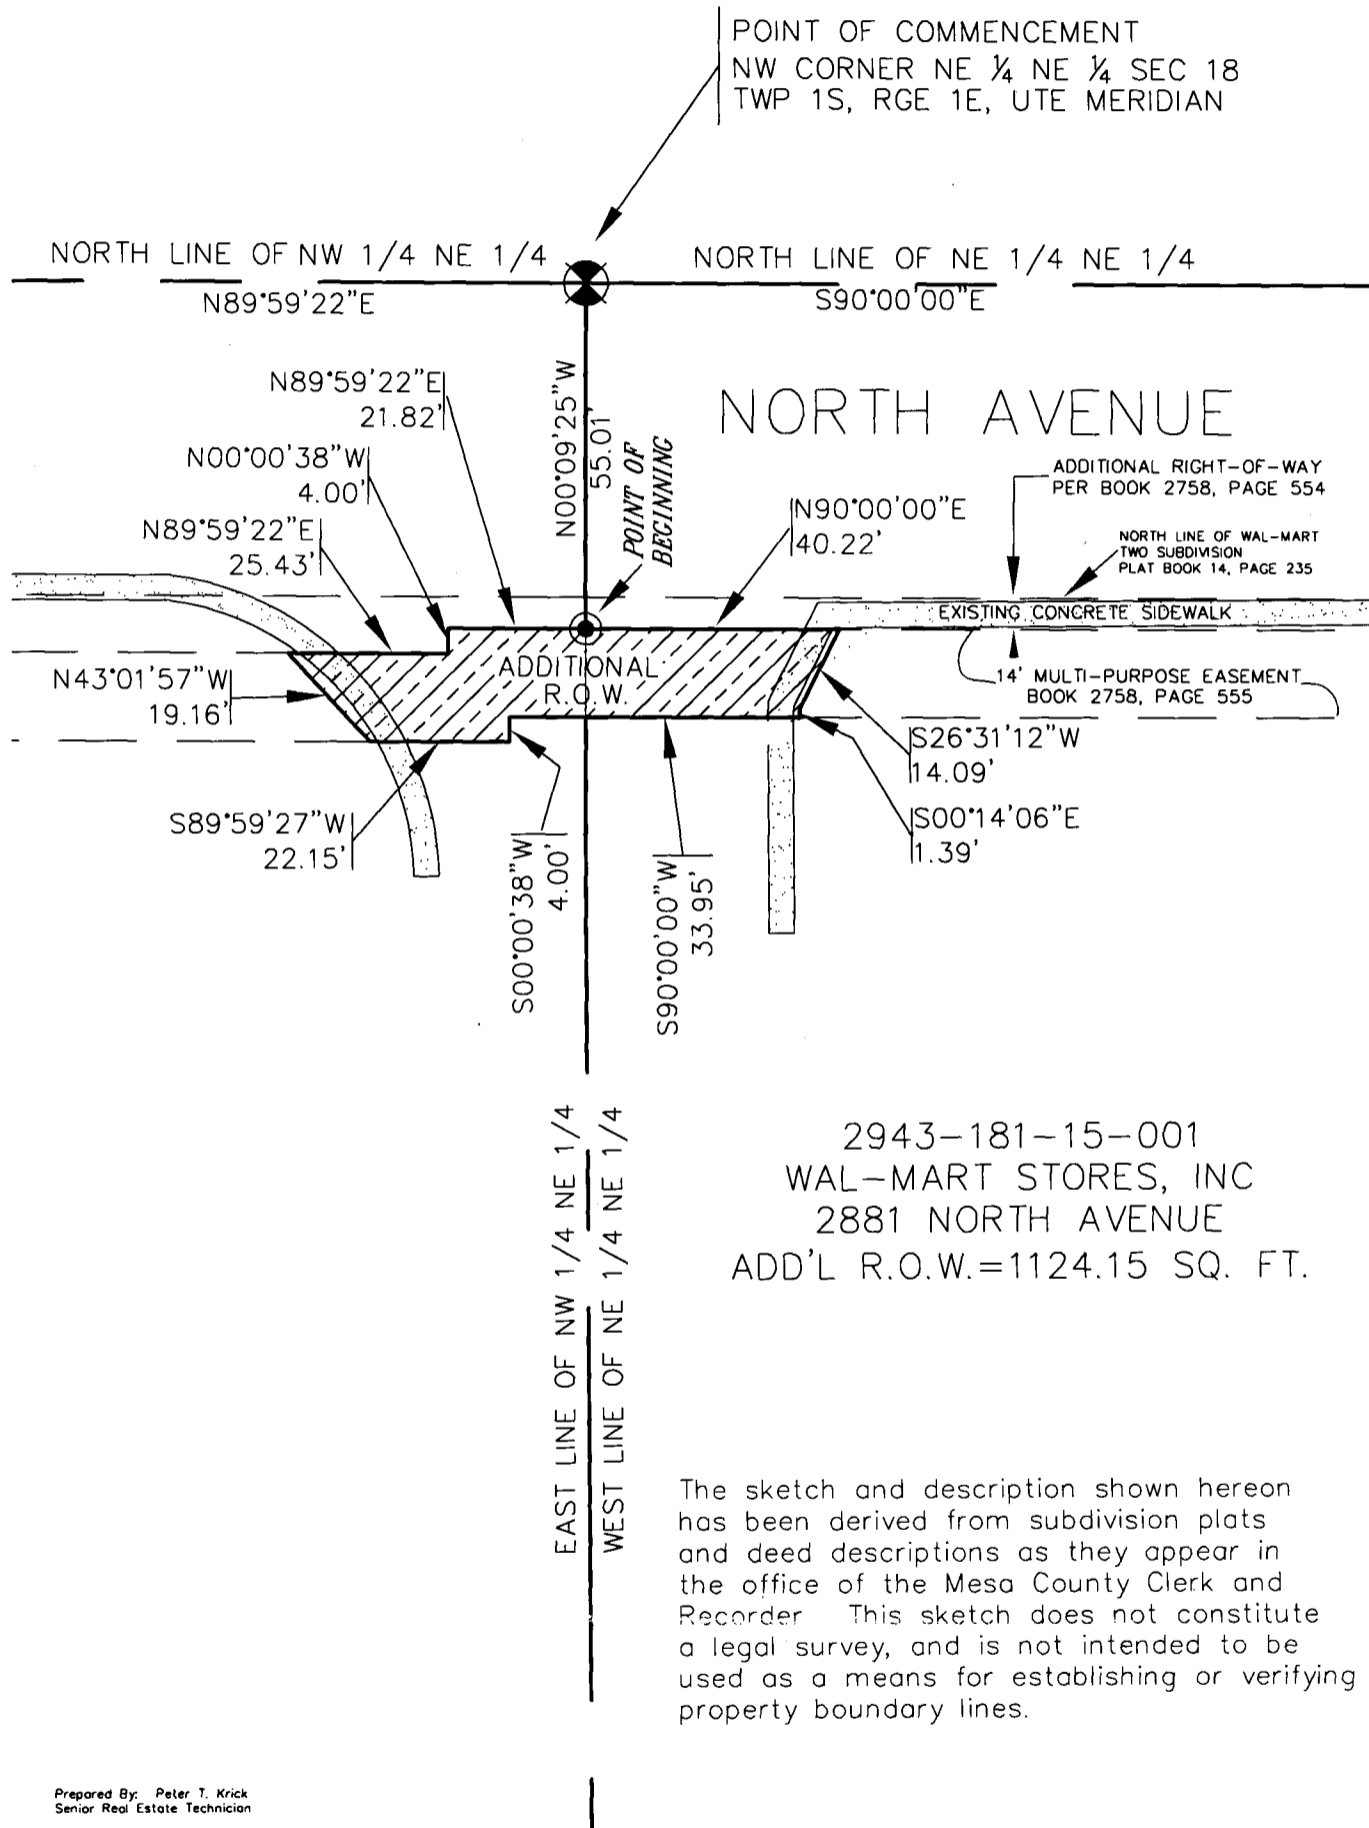 POINT OF COMMENCEMENT
NW CORNER NE ¼ NE ¼ SEC 18
TWP 1S, RGE 1E, UTE MERIDIAN
NORTH LINE OF NW 1/4 NE 1/4
NORTH LINE OF NE 1/4 NE 1/4
N89°59'22"E
S90°00'00"E
N89°59'22"E
21.82'
N00°09'25"W
55.01'
POINT OF
BEGINNING
NORTH AVENUE
N00°00'38"W
4.00'
ADDITIONAL RIGHT-OF-WAY
PER BOOK 2758, PAGE 554
N90°00'00"E
40.22'
N89°59'22"E
25.43'
NORTH LINE OF WAL-MART
TWO SUBDIVISION
PLAT BOOK 14, PAGE 235
EXISTING CONCRETE SIDEWALK
ADDITIONAL
R.O.W.
N43°01'57"W
19.16'
14' MULTI-PURPOSE EASEMENT
BOOK 2758, PAGE 555
S26°31'12"W
14.09'
S89°59'27"W
22.15'
S00°14'06"E
1.39'
S00°00'38"W
4.00'
S90°00'00"W
33.95'
EAST LINE OF NW 1/4 NE 1/4
WEST LINE OF NE 1/4 NE 1/4
2943-181-15-001
WAL-MART STORES, INC
2881 NORTH AVENUE
ADD'L R.O.W.=1124.15 SQ. FT.
The sketch and description shown hereon
has been derived from subdivision plats
and deed descriptions as they appear in
the office of the Mesa County Clerk and
Recorder This sketch does not constitute
a legal survey, and is not intended to be
used as a means for establishing or verifying
property boundary lines.
Prepared By: Peter T. Krick
Senior Real Estate Technician